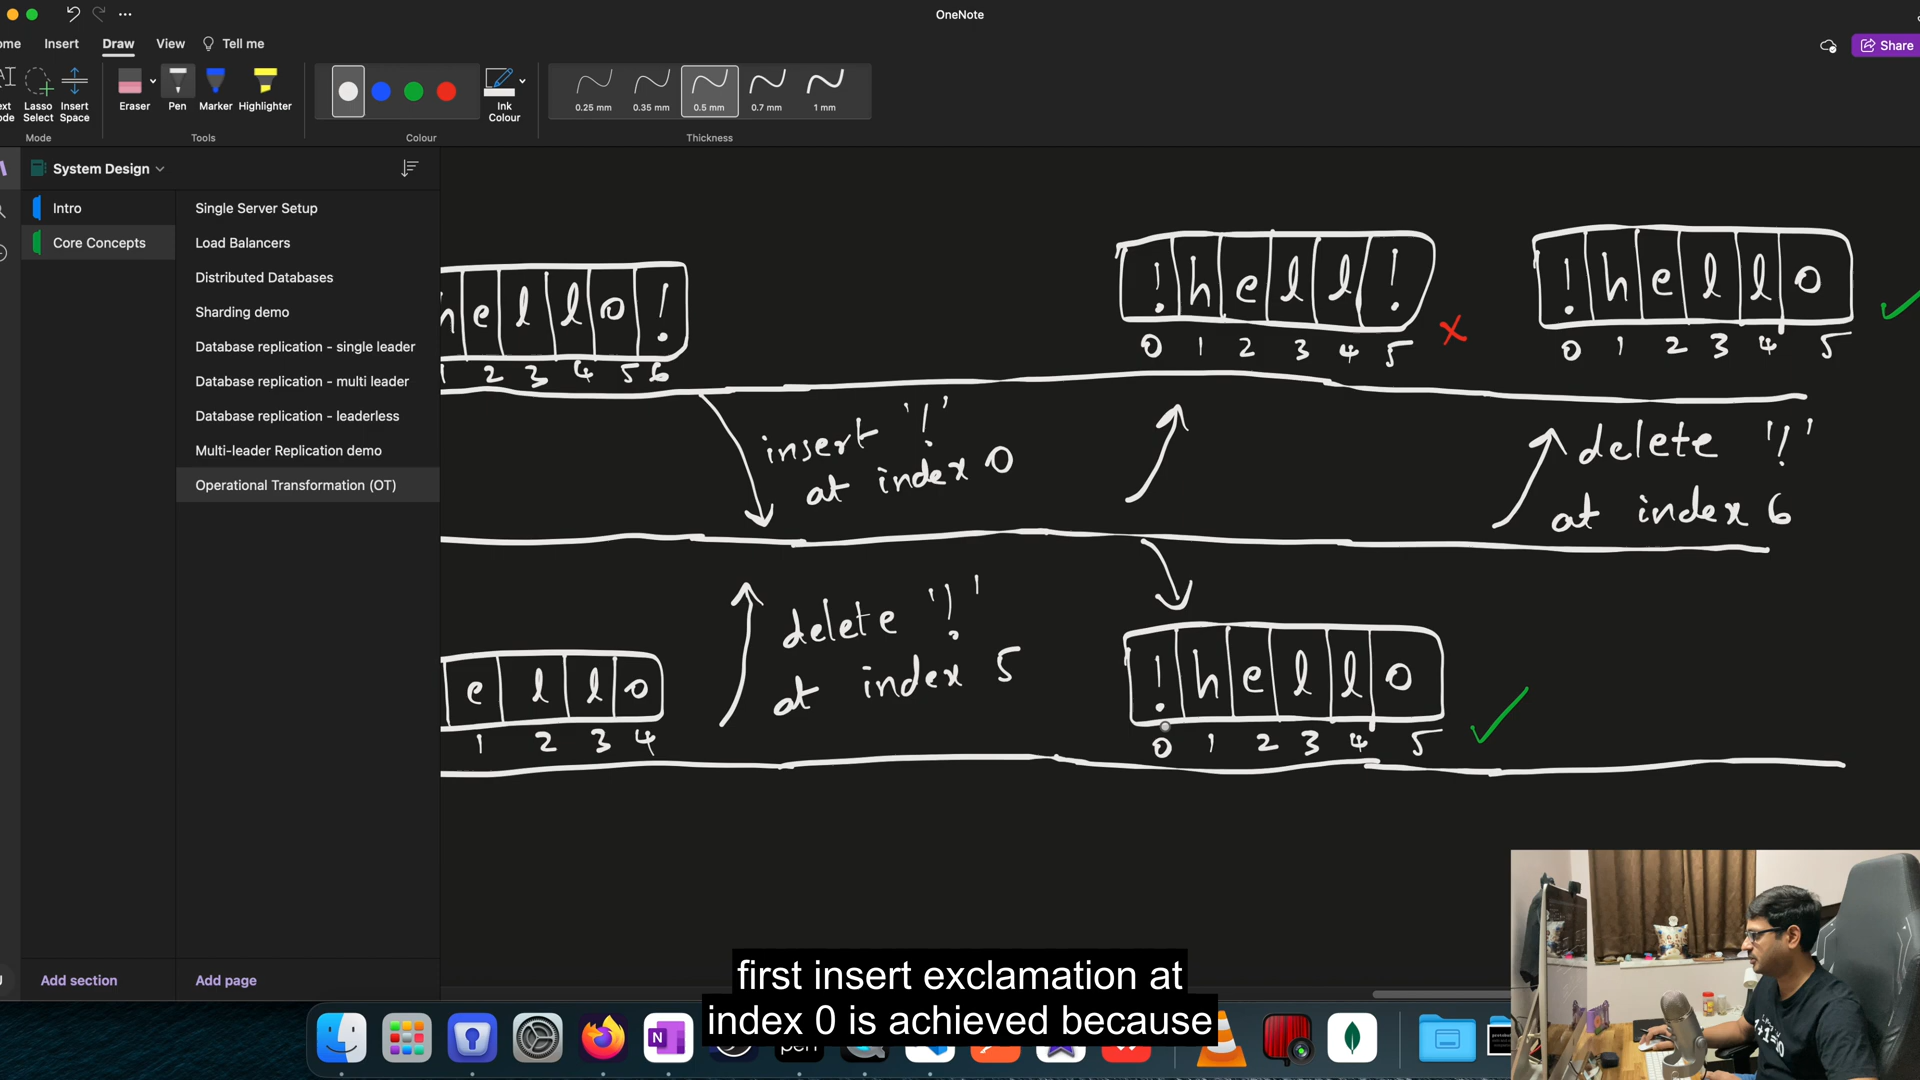 OneNote
ome Insert Draw View Tell me
Share
ext
ode
Lasso
Select
Insert
Space
Eraser
Pen
Marker
Highlighter
Ink
Colour
0.25 mm
0.35 mm
0.5 mm
0.7 mm
1 mm
Mode
Tools
Colour
Thickness
System Design
Intro
Core Concepts
Single Server Setup
Load Balancers
Distributed Databases
Sharding demo
Database replication - single leader
Database replication - multi leader
Database replication - leaderless
Multi-leader Replication demo
Operational Transformation (OT)
Add section
Add page
h e l l o !
1 2 3 4 5 6
! h e l l !
0 1 2 3 4 5
x
! h e l l o
0 1 2 3 4 5
insert '!'
at index 0
delete '!'
at index 6
delete '!'
at index 5
e l l o
1 2 3 4
! h e l l o
0 1 2 3 4 5
first insert exclamation at
index 0 is achieved because
pen